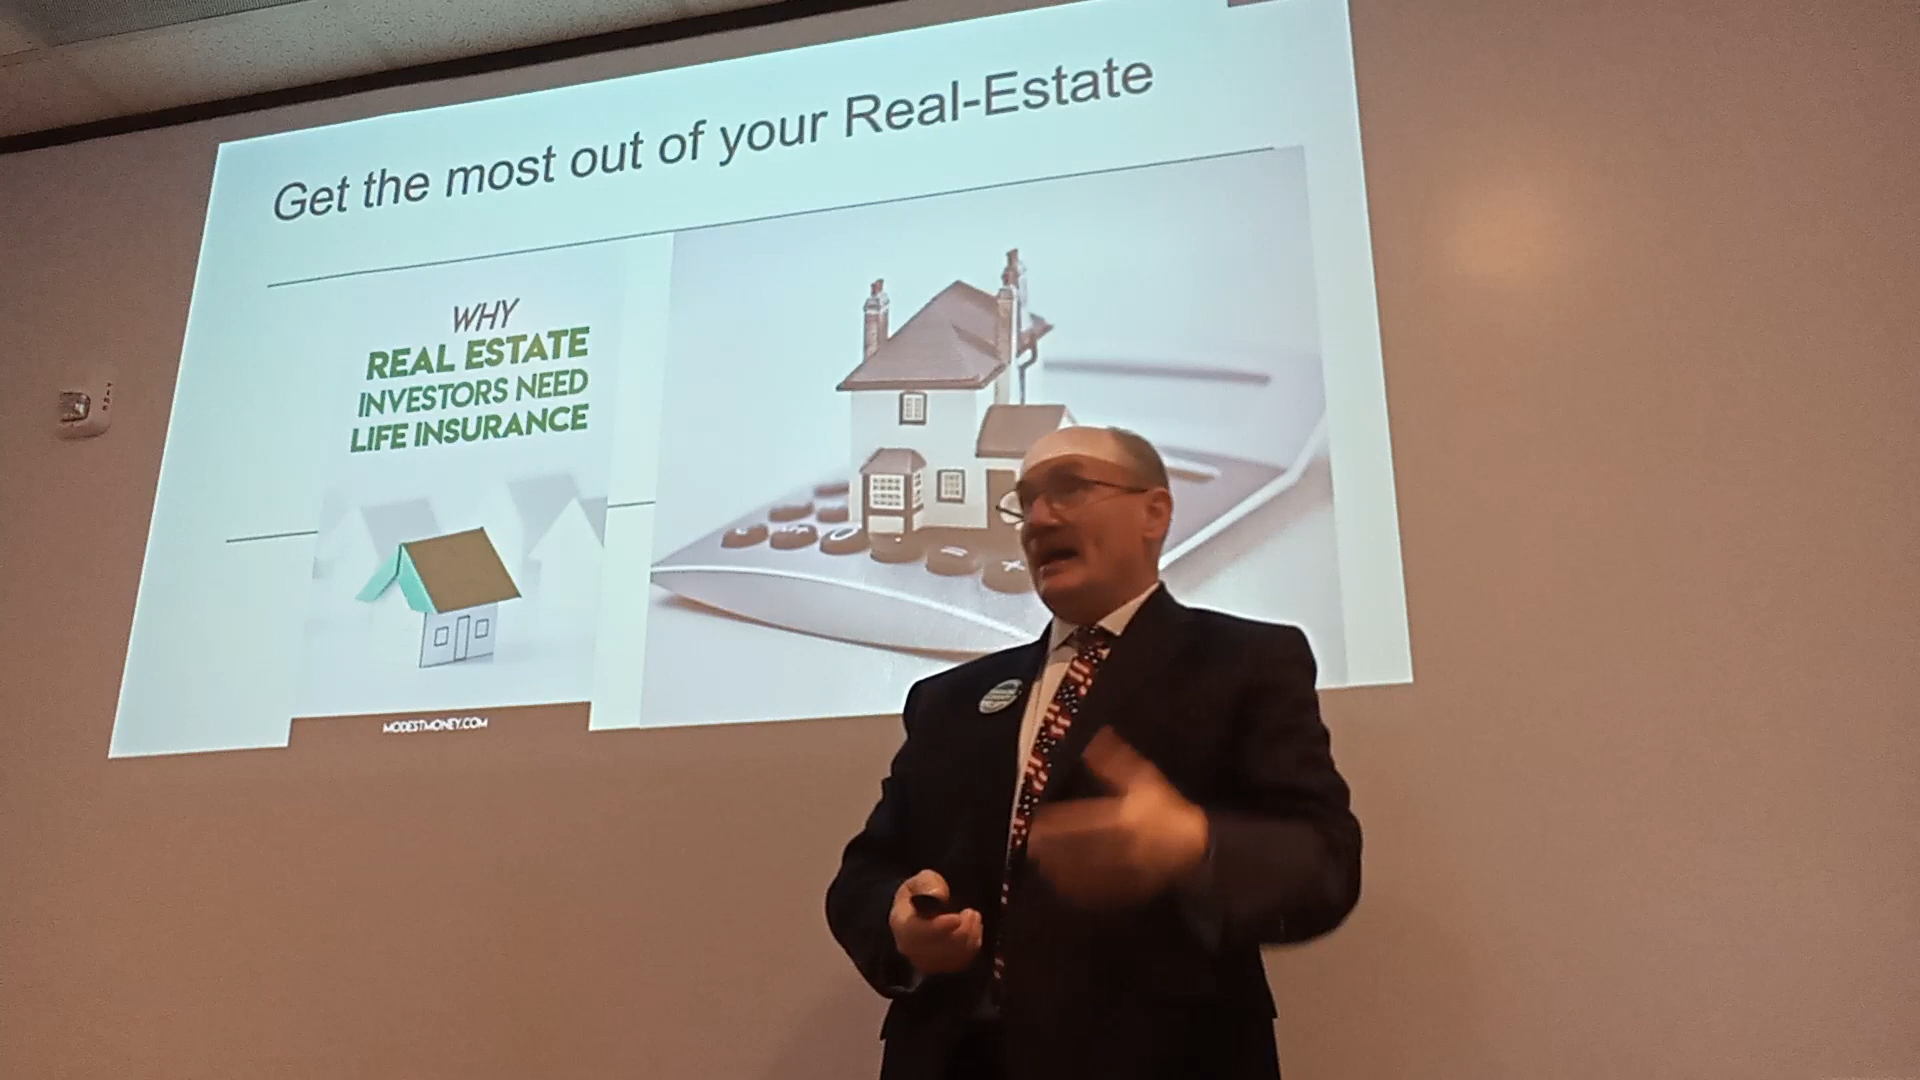 Get the most out of your Real-Estate
WHY
REAL ESTATE
INVESTORS NEED
LIFE INSURANCE
MODESTMONEY.COM